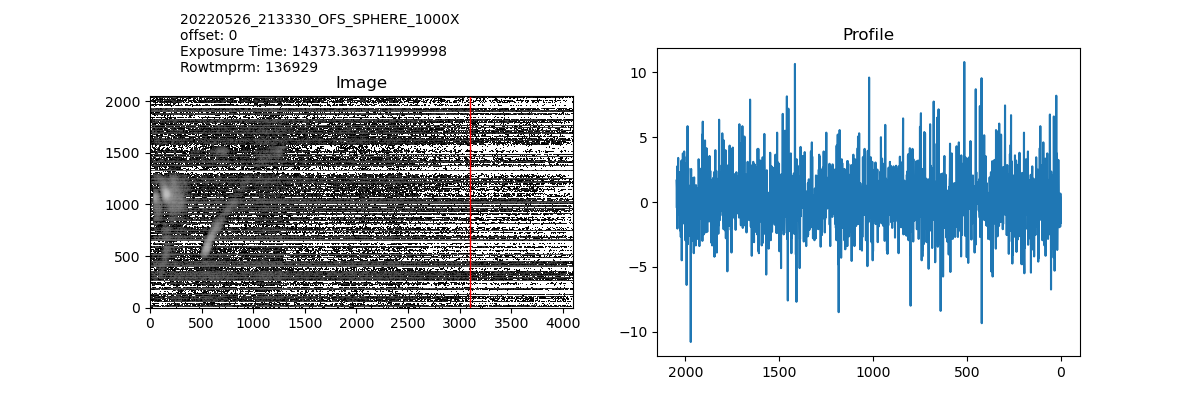 20220526_213330_OFS_SPHERE_1000X
offset: 0
Exposure Time: 14373.363711999998
Rowtmprm: 136929
Image
2000
1500
1000
500
0
0 500 1000 1500 2000 2500 3000 3500 4000
Profile
10
5
0
−5
−10
2000 1500 1000 500 0